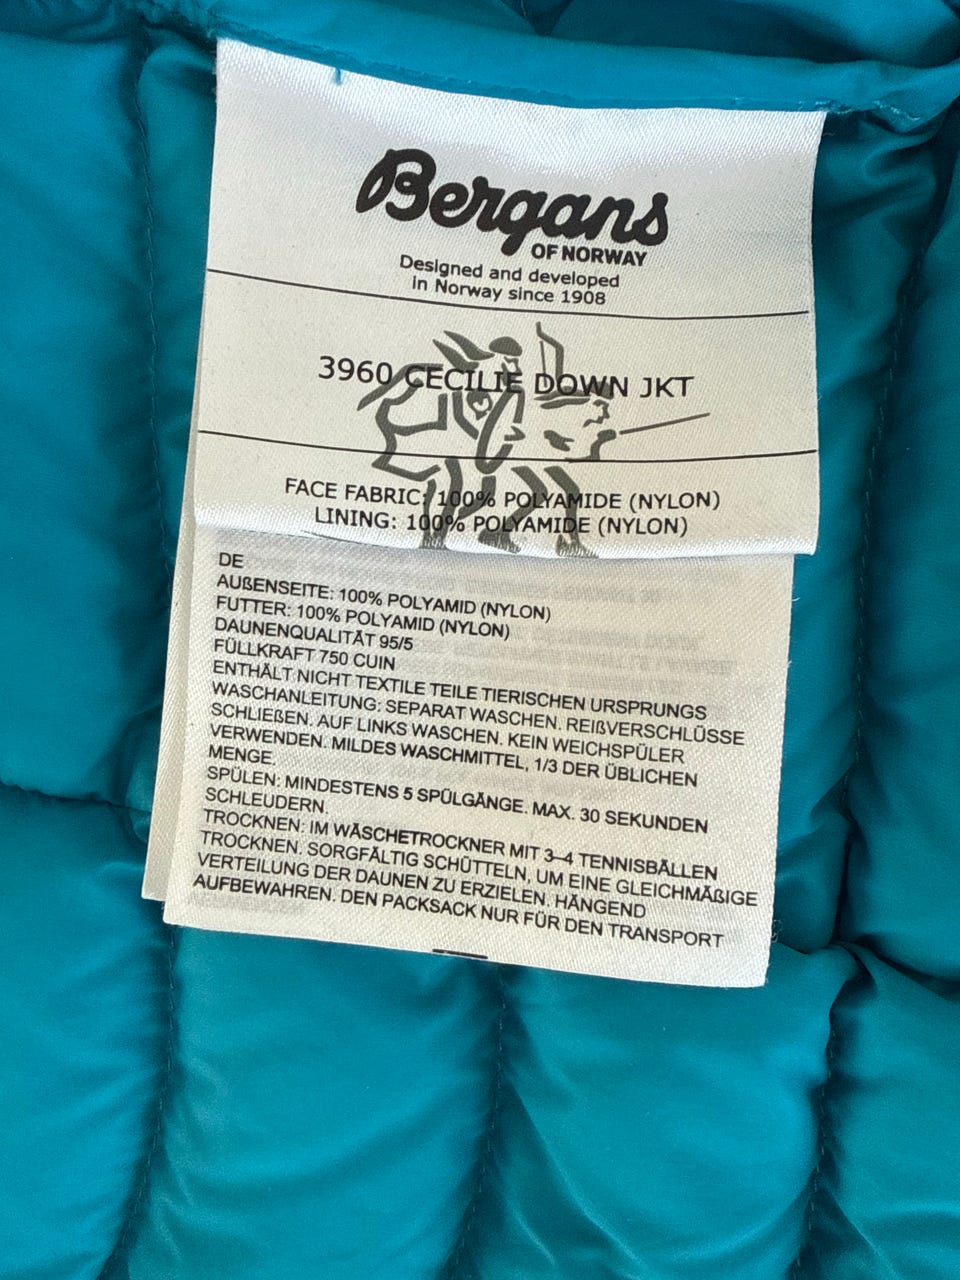 Bergans
OF NORWAY
Designed and developed
in Norway since 1908
3960 CECILIE DOWN JKT
FACE FABRIC: 100% POLYAMIDE (NYLON)
LINING: 100% POLYAMIDE (NYLON)
DE
AUßENSEITE: 100% POLYAMID (NYLON)
FUTTER: 100% POLYAMID (NYLON)
DAUNENQUALITÄT 95/5
FÜLLKRAFT 750 CUIN
ENTHÄLT NICHT TEXTILE TEILE TIERISCHEN URSPRUNGS
WASCHANLEITUNG: SEPARAT WASCHEN. REIßVERSCHLÜSSE
SCHLIEßEN. AUF LINKS WASCHEN. KEIN WEICHSPÜLER
VERWENDEN. MILDES WASCHMITTEL, 1/3 DER ÜBLICHEN
MENGE.
SPÜLEN: MINDESTENS 5 SPÜLGÄNGE. MAX. 30 SEKUNDEN
SCHLEUDERN.
TROCKNEN: IM WÄSCHETROCKNER MIT 3–4 TENNISBÄLLEN
TROCKNEN. SORGFÄLTIG SCHÜTTELN, UM EINE GLEICHMÄßIGE
VERTEILUNG DER DAUNEN ZU ERZIELEN. HÄNGEND
AUFBEWAHREN. DEN PACKSACK NUR FÜR DEN TRANSPORT